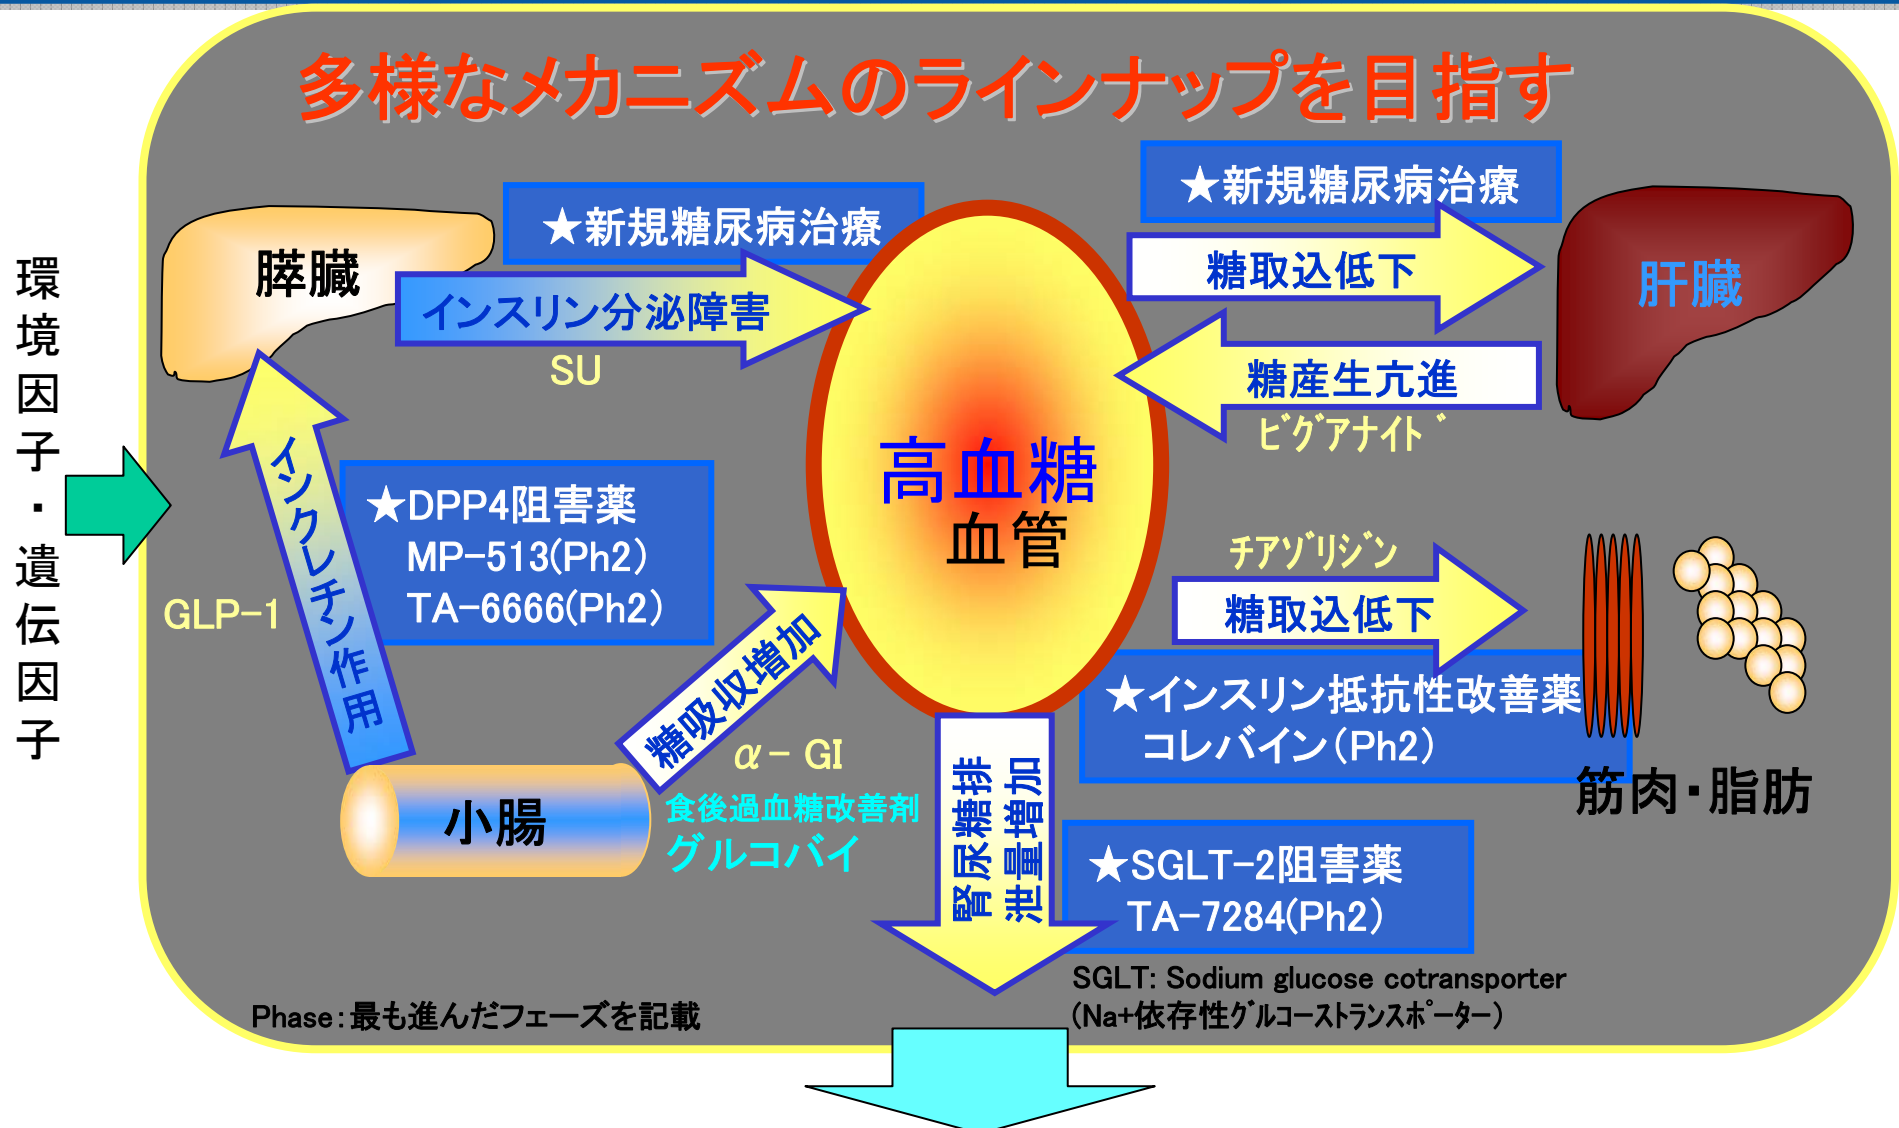 多様なメカニズムのラインナップを目指す
環境因子・遺伝因子
膵臓
★新規糖尿病治療
インスリン分泌障害
SU
★新規糖尿病治療
糖取込低下
肝臓
糖産生亢進
ビグアナイド
高血糖
血管
インクレチン作用
GLP-1
★DPP4阻害薬
MP-513(Ph2)
TA-6666(Ph2)
チアゾリジン
糖取込低下
★インスリン抵抗性改善薬
コレバイン(Ph2)
筋肉・脂肪
糖吸収増加
α- GI
食後過血糖改善剤
グルコバイ
小腸
腎尿糖排
泄量増加
★SGLT-2阻害薬
TA-7284(Ph2)
SGLT: Sodium glucose cotransporter
(Na+依存性グルコーストランスポーター)
Phase:最も進んだフェーズを記載